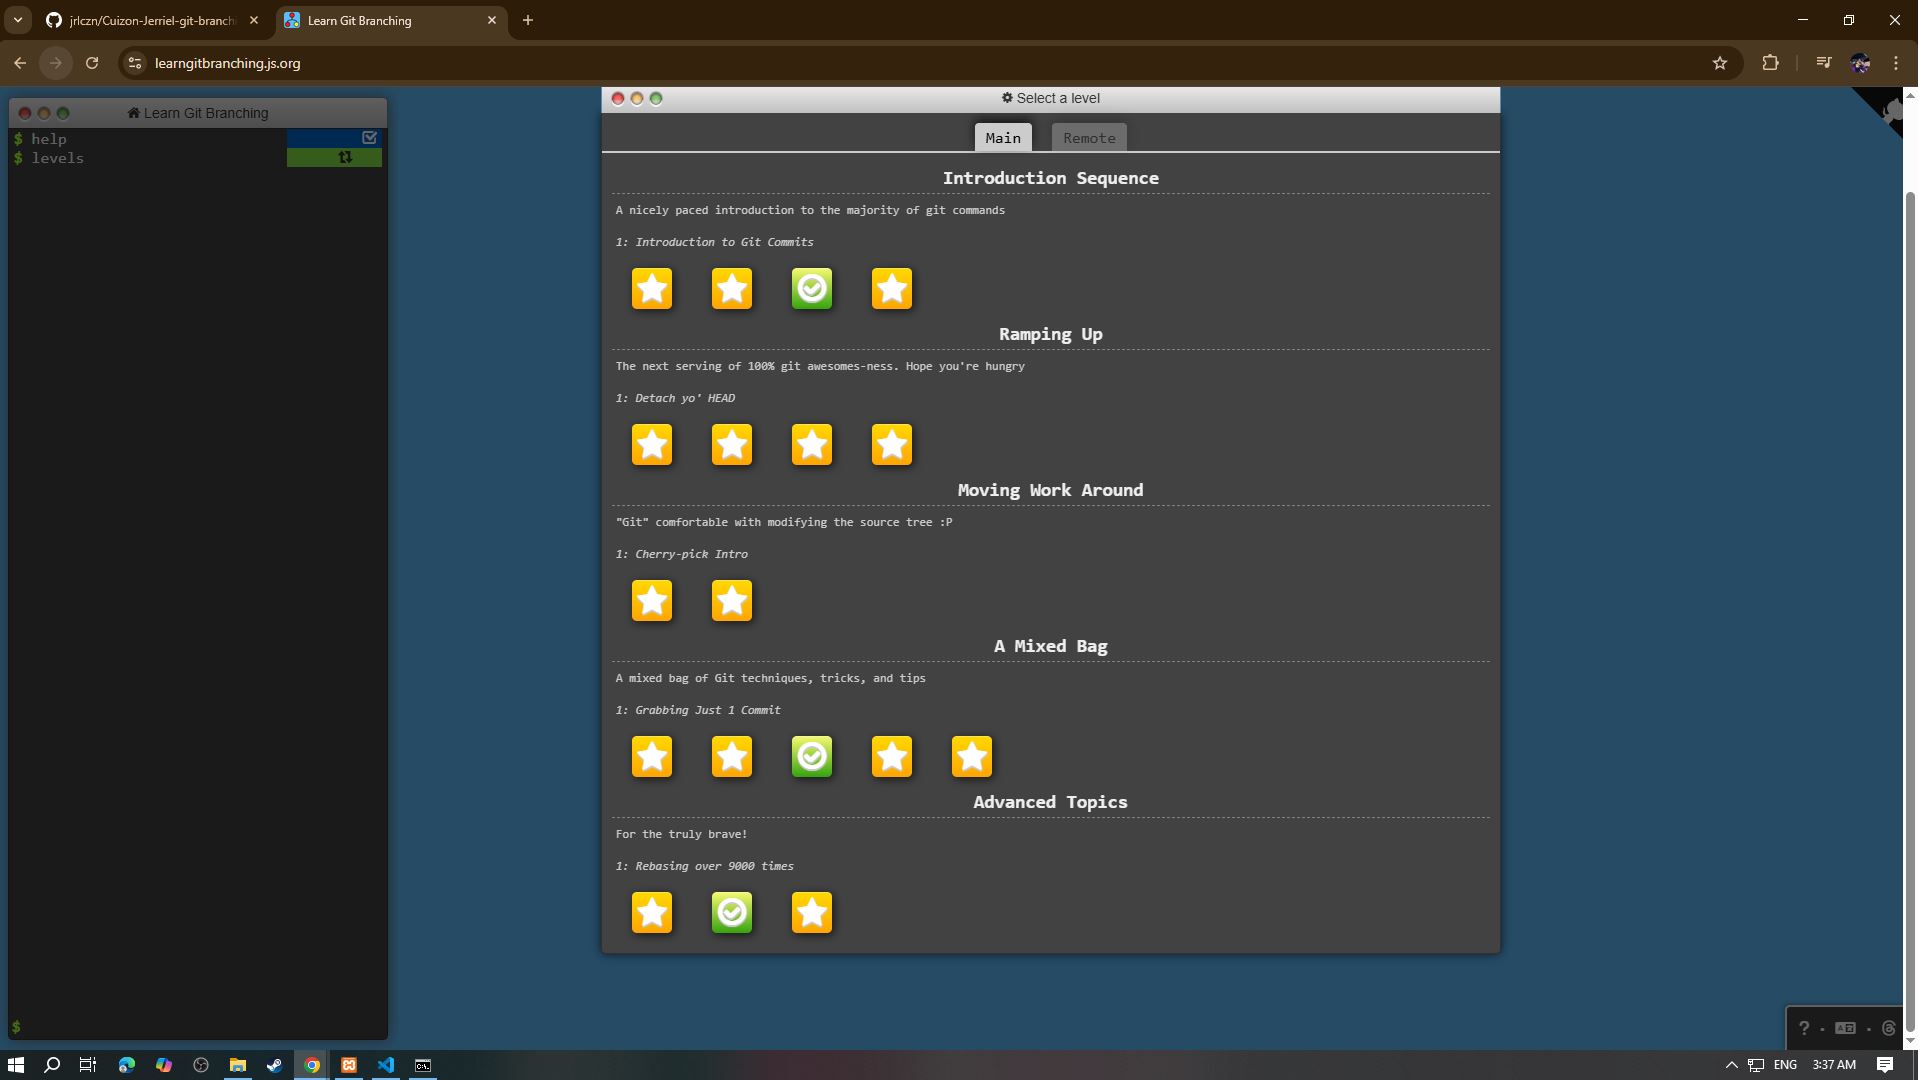 jrlczn/Cuizon-Jerriel-git-branchi
Learn Git Branching
learngitbranching.js.org
Learn Git Branching
$ help
$ levels
$
Select a level
Main
Remote
Introduction Sequence
A nicely paced introduction to the majority of git commands
1: Introduction to Git Commits
Ramping Up
The next serving of 100% git awesomes-ness. Hope you're hungry
1: Detach yo' HEAD
Moving Work Around
"Git" comfortable with modifying the source tree :P
1: Cherry-pick Intro
A Mixed Bag
A mixed bag of Git techniques, tricks, and tips
1: Grabbing Just 1 Commit
Advanced Topics
For the truly brave!
1: Rebasing over 9000 times
?
ENG
3:37 AM